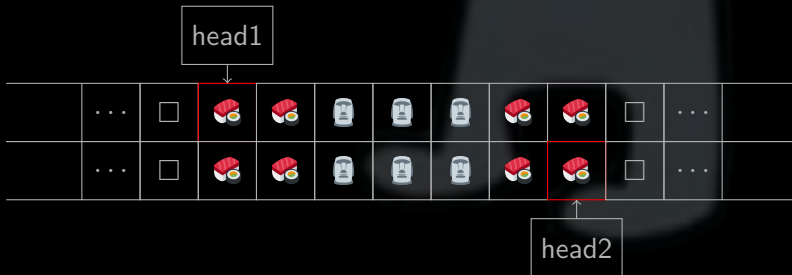 head1
··· □ 🍣 🍣 🗿 🗿 🗿 🍣 🍣 □ ···
··· □ 🍣 🍣 🗿 🗿 🗿 🍣 🍣 □ ···
head2